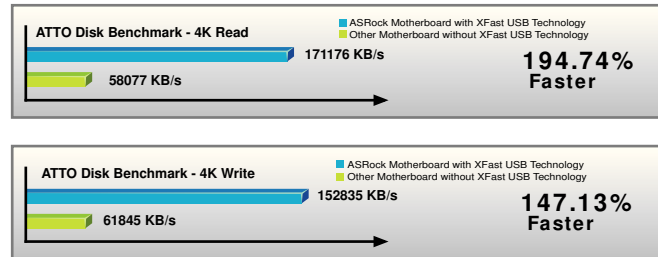 ATTO Disk Benchmark - 4K Read
ASRock Motherboard with XFast USB Technology
Other Motherboard without XFast USB Technology
171176 KB/s
58077 KB/s
194.74%
Faster
ATTO Disk Benchmark - 4K Write
ASRock Motherboard with XFast USB Technology
Other Motherboard without XFast USB Technology
152835 KB/s
61845 KB/s
147.13%
Faster